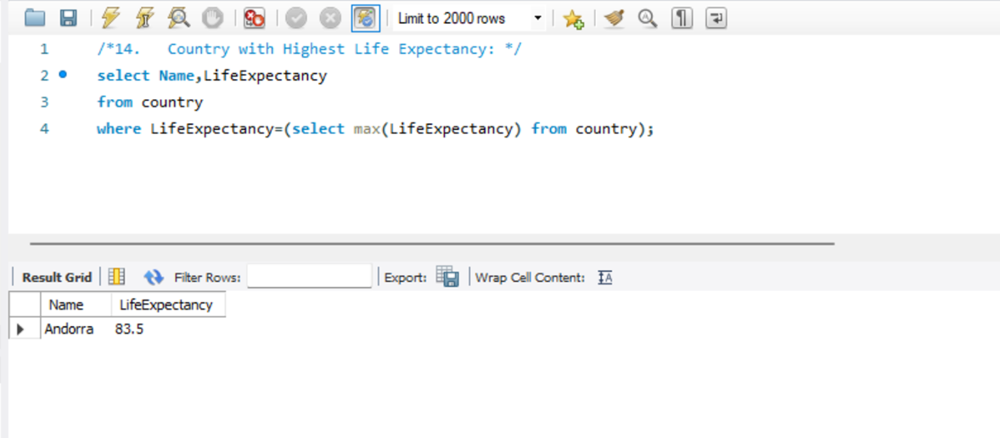 Limit to 2000 rows
1 /*14. Country with Highest Life Expectancy: */
2 select Name,LifeExpectancy
3 from country
4 where LifeExpectancy=(select max(LifeExpectancy) from country);
Result Grid Filter Rows: Export: Wrap Cell Content: IA
Name LifeExpectancy
Andorra 83.5